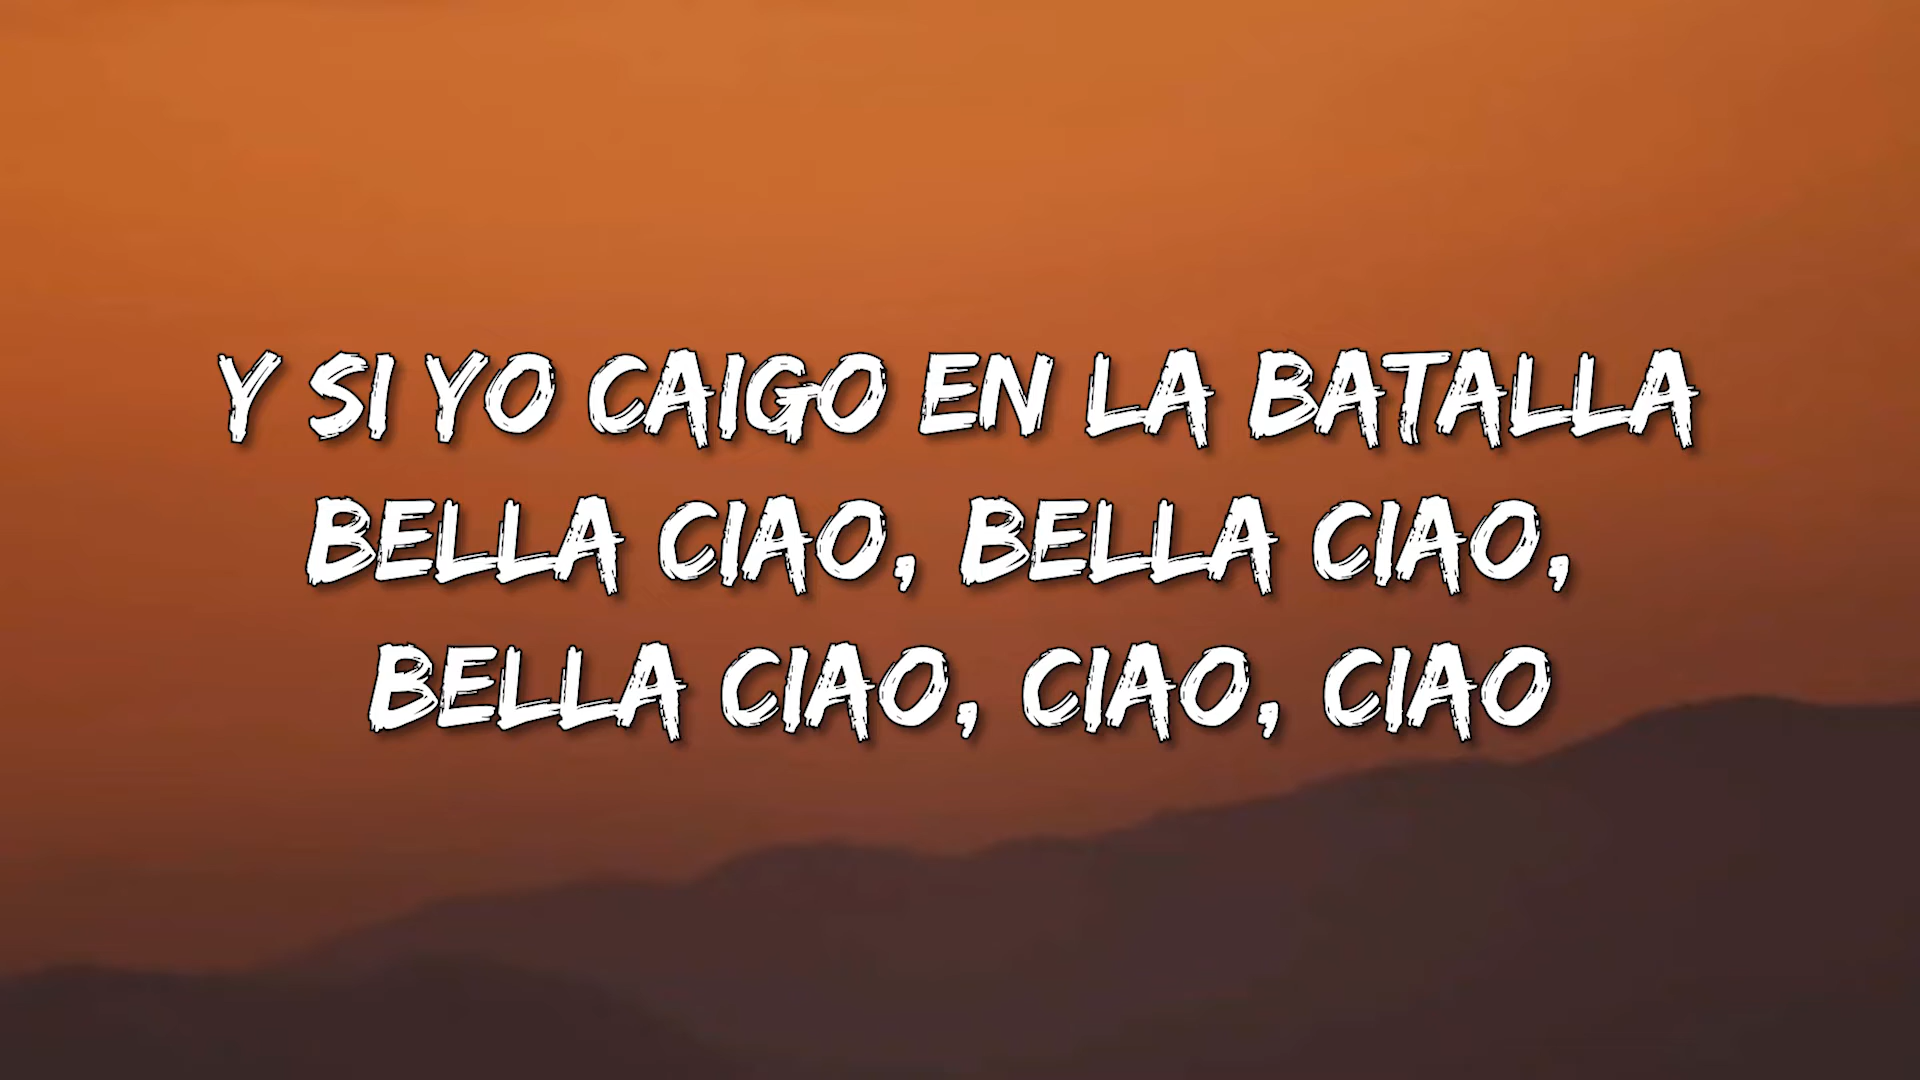 Y SI YO CAIGO EN LA BATALLA
BELLA CIAO, BELLA CIAO,
BELLA CIAO, CIAO, CIAO